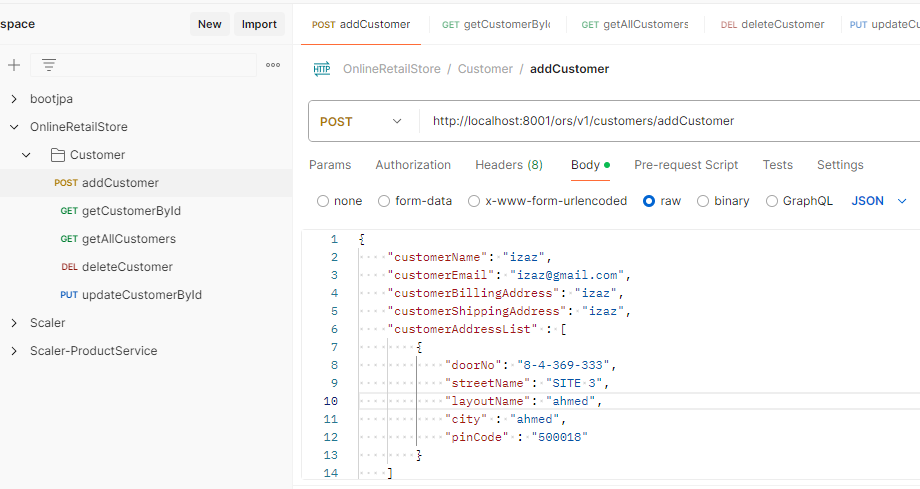 space
New
Import
bootjpa
OnlineRetailStore
Customer
POST addCustomer
GET getCustomerById
GET getAllCustomers
DEL deleteCustomer
PUT updateCustomerById
Scaler
Scaler-ProductService
POST addCustomer
GET getCustomerById
GET getAllCustomers
DEL deleteCustomer
PUT updateCu
HTTP OnlineRetailStore / Customer / addCustomer
POST
http://localhost:8001/ors/v1/customers/addCustomer
Params Authorization Headers (8) Body Pre-request Script Tests Settings
none form-data x-www-form-urlencoded raw binary GraphQL JSON
1 {
2 "customerName": "izaz",
3 "customerEmail": "izaz@gmail.com",
4 "customerBillingAddress": "izaz",
5 "customerShippingAddress": "izaz",
6 "customerAddressList" : [
7 {
8 "doorNo": "8-4-369-333",
9 "streetName": "SITE 3",
10 "layoutName": "ahmed",
11 "city" : "ahmed",
12 "pinCode" : "500018"
13 }
14 ]